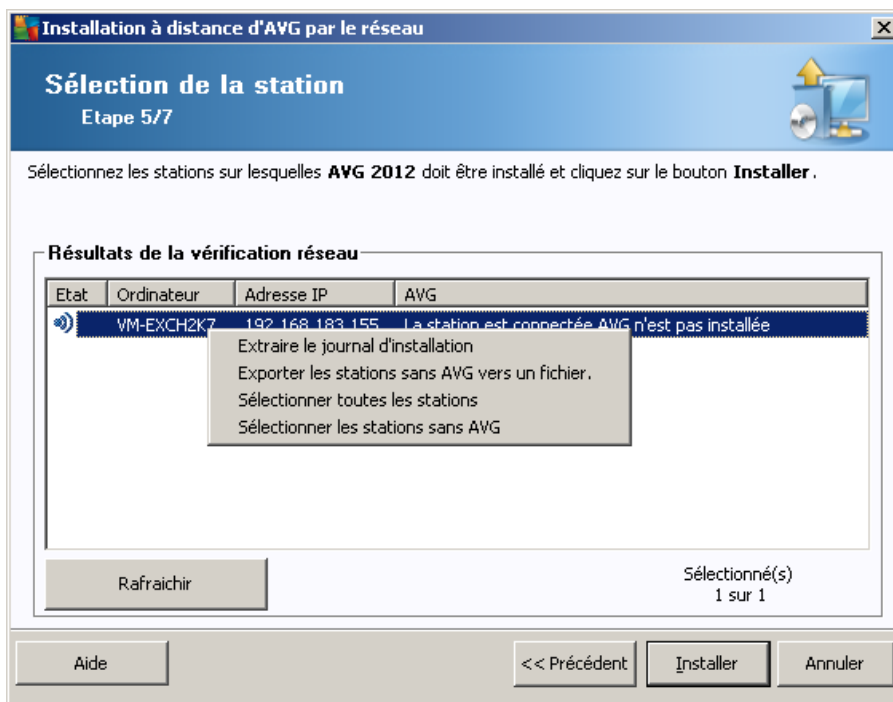 Installation à distance d'AVG par le réseau
Sélection de la station
Etape 5/7
Sélectionnez les stations sur lesquelles AVG 2012 doit être installé et cliquez sur le bouton Installer.
Résultats de la vérification réseau
Etat Ordinateur Adresse IP AVG
VM-EXCH2K7 192.168.183.155 La station est connectée AVG n'est pas installée
Extraire le journal d'installation
Exporter les stations sans AVG vers un fichier.
Sélectionner toutes les stations
Sélectionner les stations sans AVG
Rafraichir
Sélectionné(s)
1 sur 1
Aide << Précédent Installer Annuler